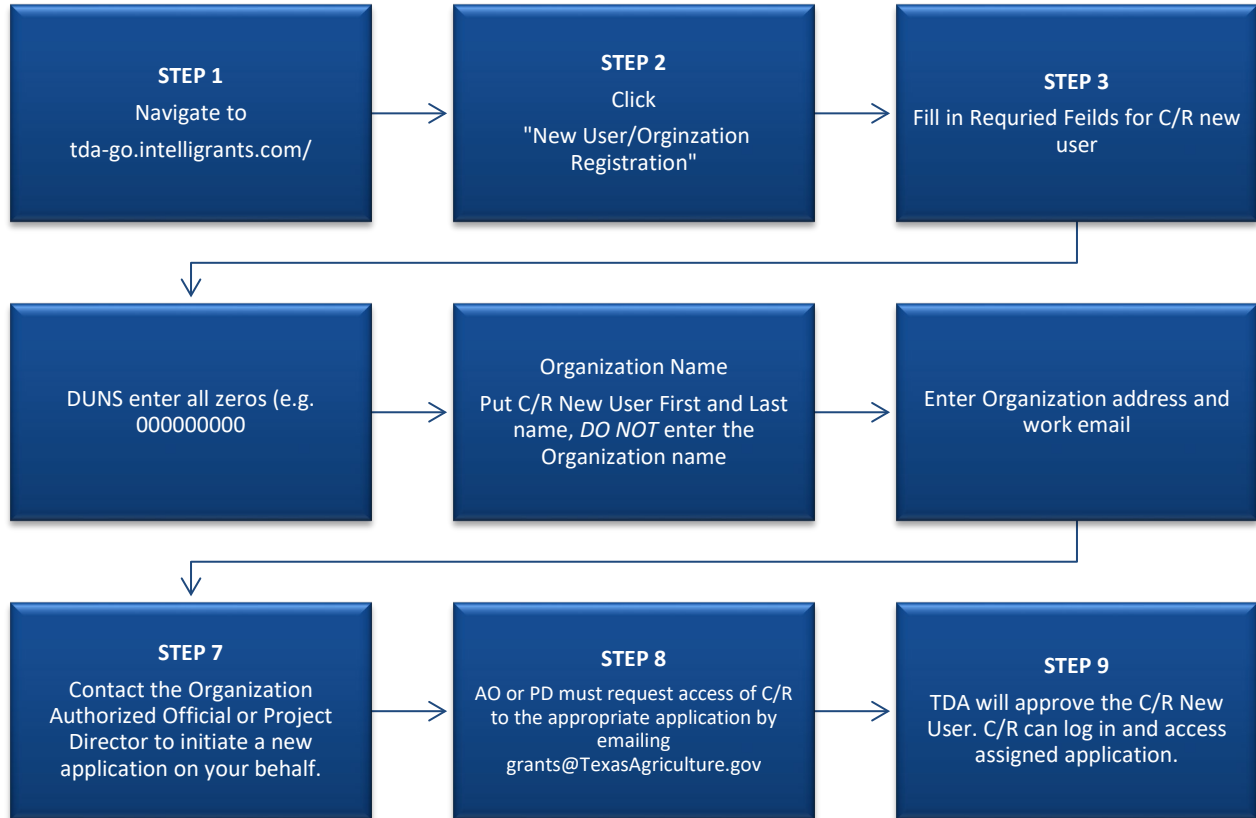 STEP 1
Navigate to
tda-go.intelligrants.com/
STEP 2
Click
"New User/Orginzation
Registration"
STEP 3
Fill in Requried Feilds for C/R new
user
DUNS enter all zeros (e.g.
000000000
Organization Name
Put C/R New User First and Last
name, DO NOT enter the
Organization name
Enter Organization address and
work email
STEP 7
Contact the Organization
Authorized Official or Project
Director to initiate a new
application on your behalf.
STEP 8
AO or PD must request access of C/R
to the appropriate application by
emailing
grants@TexasAgriculture.gov
STEP 9
TDA will approve the C/R New
User. C/R can log in and access
assigned application.